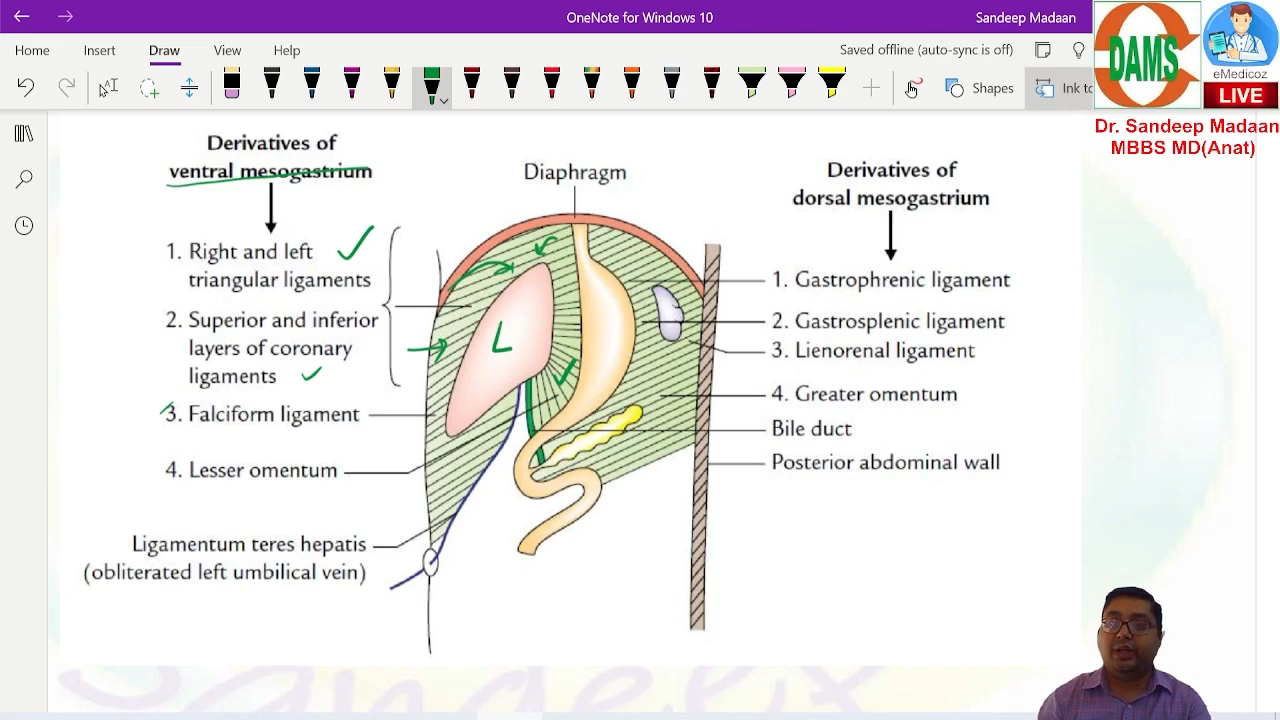 OneNote for Windows 10
Sandeep Madaan
Home
Insert
Draw
View
Help
Saved offline (auto-sync is off)
Shapes
Ink to
DAMS
eMedicoz
LIVE
Dr. Sandeep Madaan
MBBS MD(Anat)
Derivatives of
ventral mesogastrium
1. Right and left
triangular ligaments
2. Superior and inferior
layers of coronary
ligaments
3. Falciform ligament
4. Lesser omentum
Ligamentum teres hepatis
(obliterated left umbilical vein)
Diaphragm
L
Derivatives of
dorsal mesogastrium
1. Gastrophrenic ligament
2. Gastrosplenic ligament
3. Lienorenal ligament
4. Greater omentum
Bile duct
Posterior abdominal wall